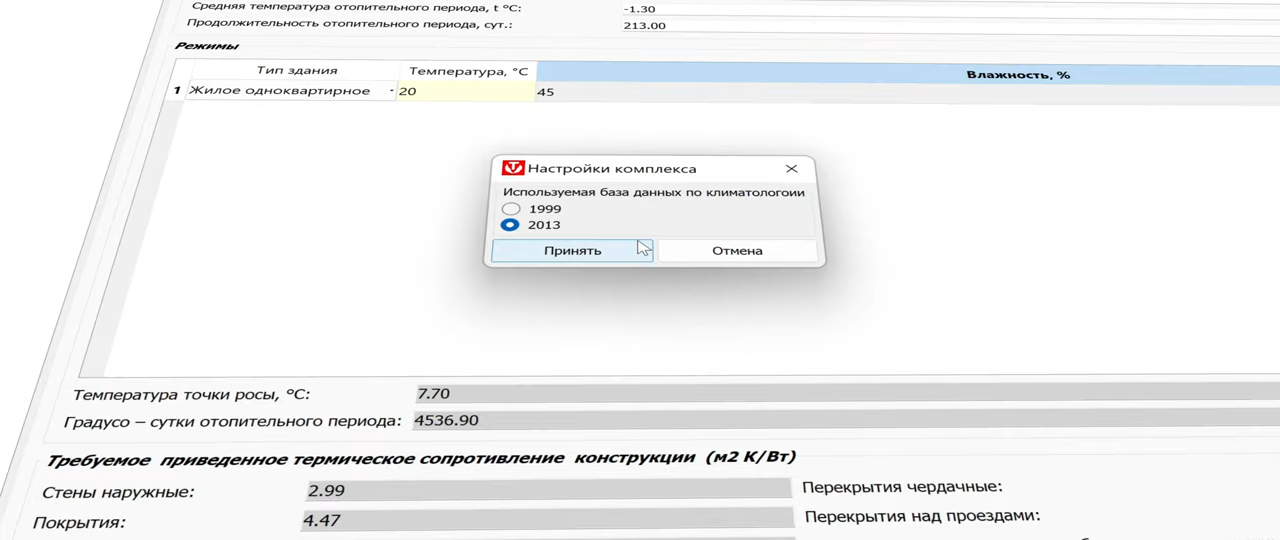 Средняя температура отопительного периода, t °C: -1.30
Продолжительность отопительного периода, сут.: 213.00
Режимы
Тип здания Температура, °C Влажность, %
1 Жилое одноквартирное 20 45
Настройки комплекса
Используемая база данных по климатологоии
1999
2013
Принять Отмена
Температура точки росы, °C: 7.70
Градусо – сутки отопительного периода: 4536.90
Требуемое приведенное термическое сопротивление конструкции (м2 К/Вт)
Стены наружные: 2.99 Перекрытия чердачные:
Покрытия: 4.47 Перекрытия над проездами: